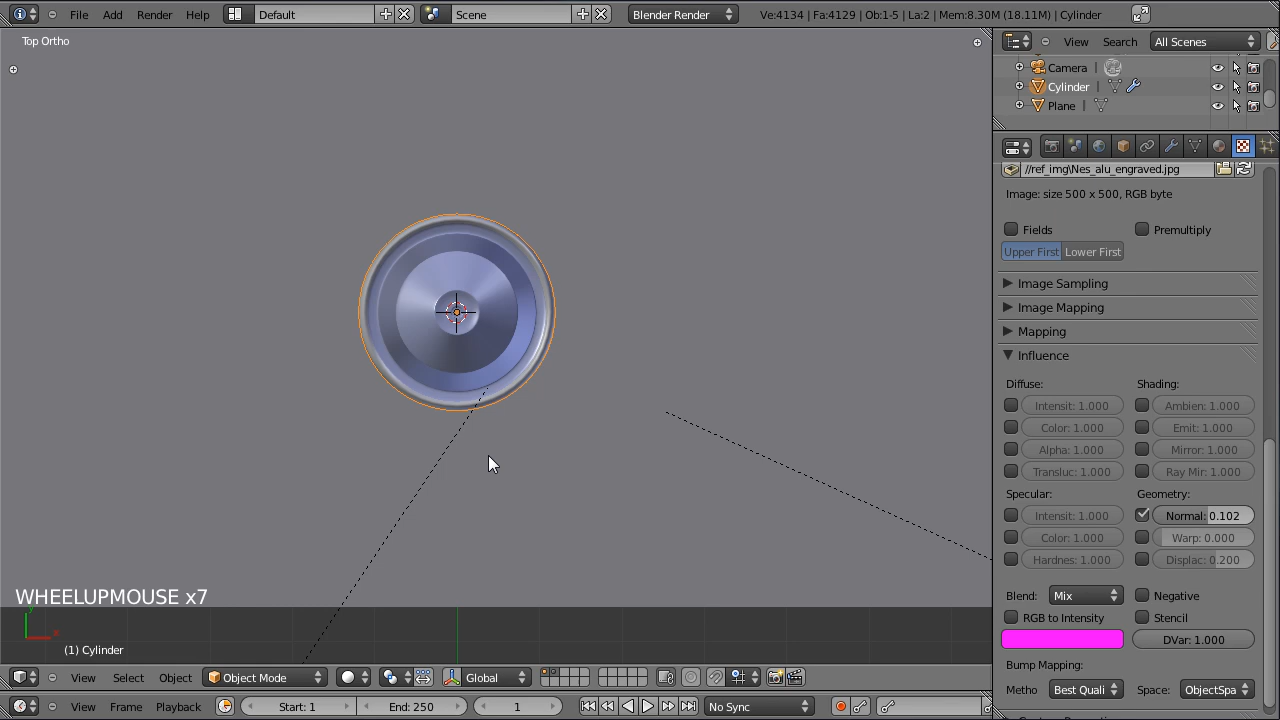 File Add Render Help Default Scene Blender Render Ve:4134 | Fa:4129 | Ob:1-5 | La:2 | Mem:8.30M (18.11M) | Cylinder
Top Ortho
View Search All Scenes
Camera
Cylinder
Plane
//ref_img\Nes_alu_engraved.jpg
Image: size 500 x 500, RGB byte
Fields Premultiply
Upper First Lower First
Image Sampling
Image Mapping
Mapping
Influence
Diffuse: Shading:
Intensit: 1.000 Ambien: 1.000
Color: 1.000 Emit: 1.000
Alpha: 1.000 Mirror: 1.000
Transluc: 1.000 Ray Mir: 1.000
Specular: Geometry:
Intensit: 1.000 Normal: 0.102
Color: 1.000 Warp: 0.000
Hardnes: 1.000 Displac: 0.200
Blend: Mix Negative
RGB to Intensity Stencil
DVar: 1.000
Bump Mapping:
Metho Best Quali Space: ObjectSpa
WHEELUPMOUSE x7
(1) Cylinder
View Select Object Object Mode Global
View Frame Playback Start: 1 End: 250 1 No Sync